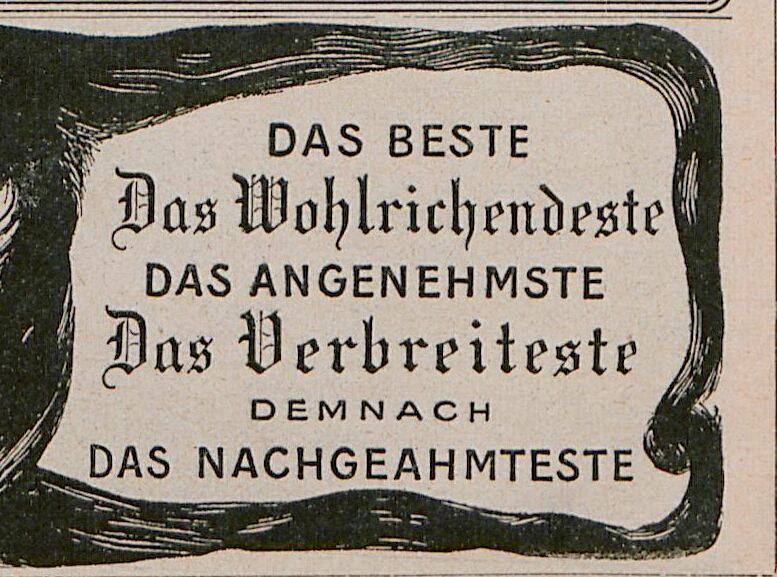 DAS BESTE
Das Wohlrichendeste
DAS ANGENEHMSTE
Das Verbreiteste
DEMNACH
DAS NACHGEAHMTESTE